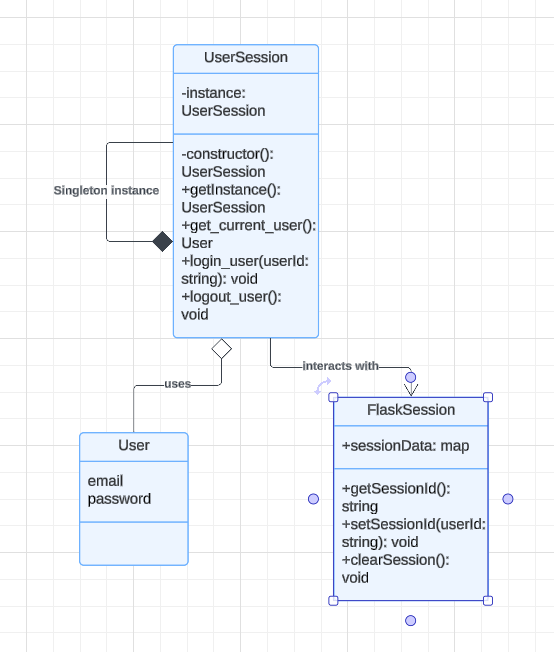 UserSession
-instance:
UserSession
-constructor():
UserSession
+getInstance():
UserSession
+get_current_user():
User
+login_user(userId:
string): void
+logout_user():
void
Singleton instance
uses
interacts with
User
email
password
FlaskSession
+sessionData: map
+getSessionId():
string
+setSessionId(userId:
string): void
+clearSession():
void